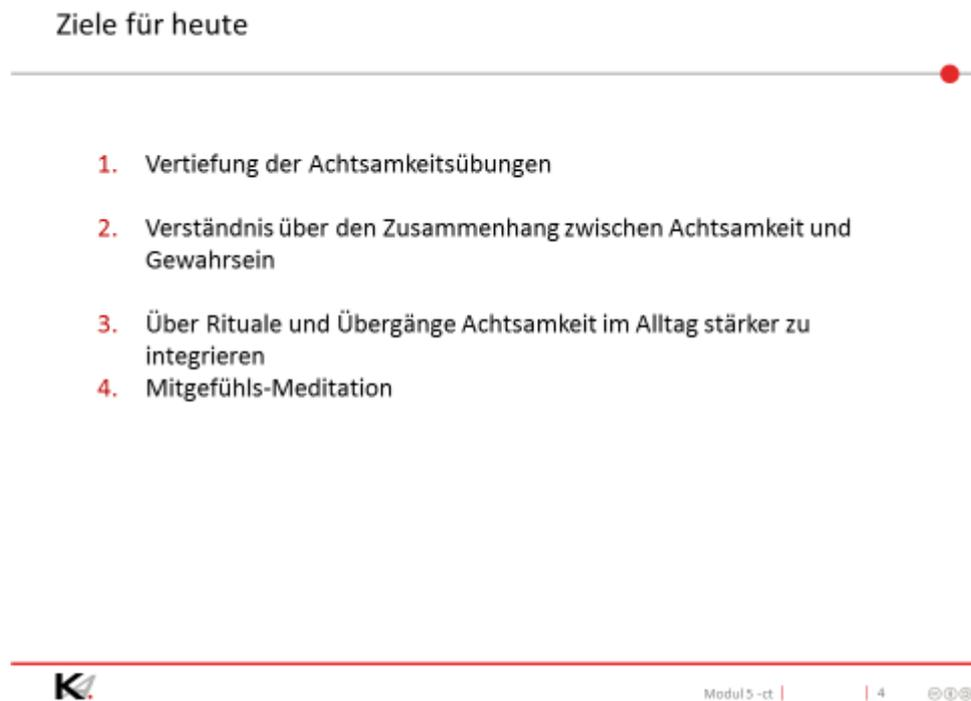 Ziele für heute
1. Vertiefung der Achtsamkeitsübungen
2. Verständnis über den Zusammenhang zwischen Achtsamkeit und
Gewahrsein
3. Über Rituale und Übergänge Achtsamkeit im Alltag stärker zu
integrieren
4. Mitgefühls-Meditation
K4.
Modul 5 -ct | | 4